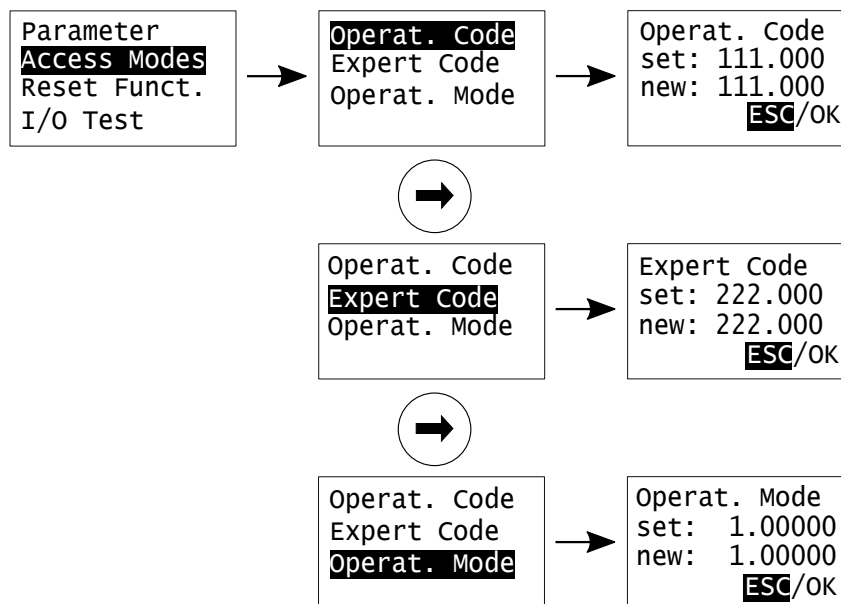 Parameter
Access Modes
Reset Funct.
I/O Test
Operat. Code
Expert Code
Operat. Mode
Operat. Code
set: 111.000
new: 111.000
ESC/OK
Operat. Code
Expert Code
Operat. Mode
Expert Code
set: 222.000
new: 222.000
ESC/OK
Operat. Code
Expert Code
Operat. Mode
Operat. Mode
set: 1.00000
new: 1.00000
ESC/OK